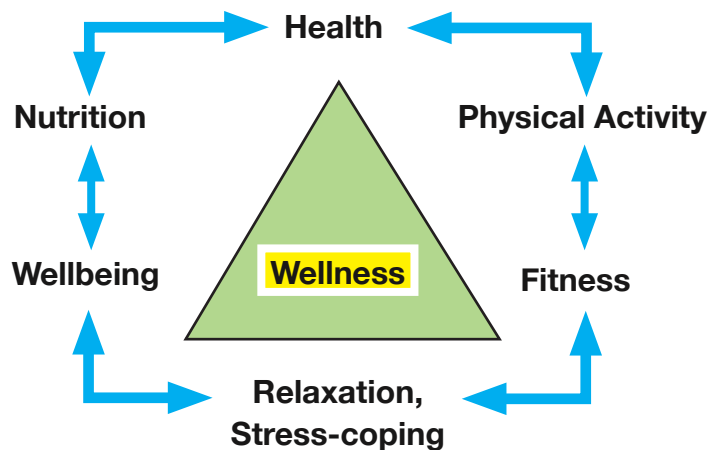 Health
Nutrition
Physical Activity
Wellness
Wellbeing
Fitness
Relaxation,
Stress-coping